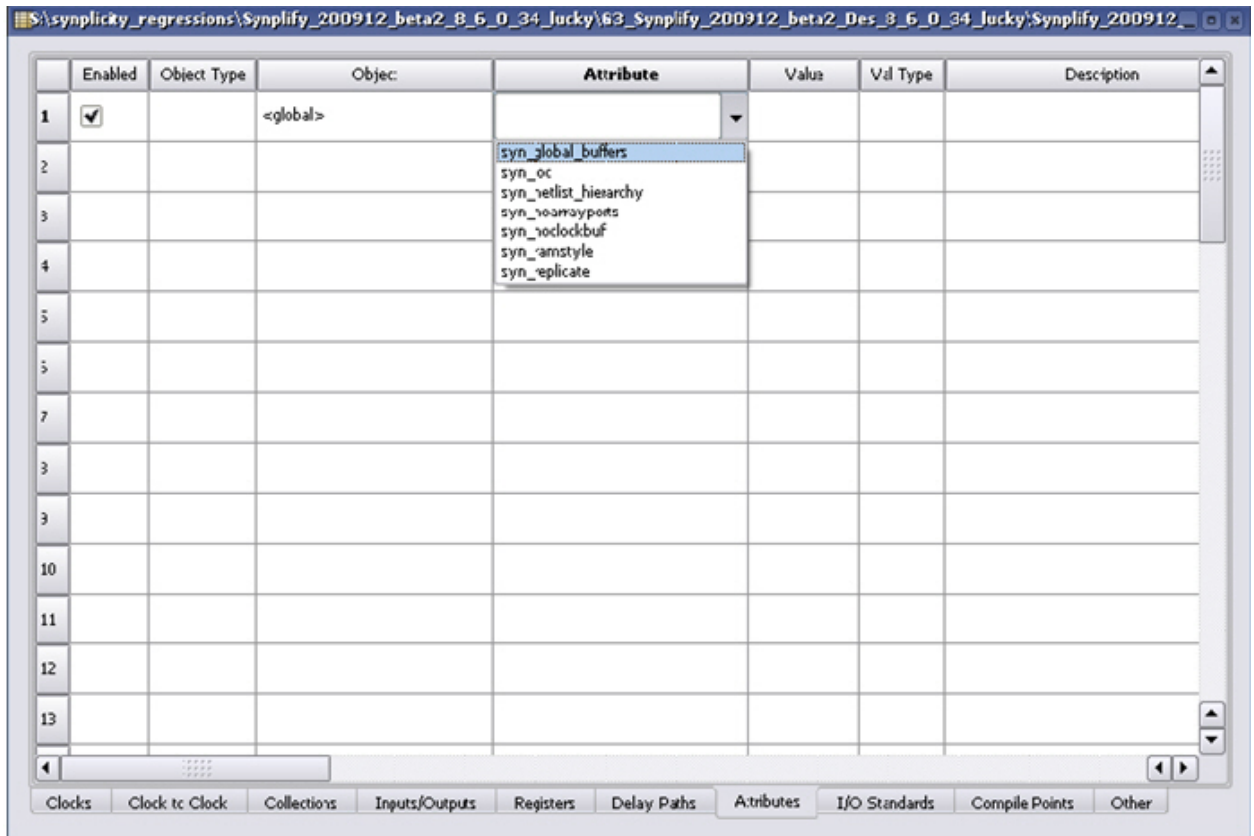 S\synplicity_regressions\Synplify_200912_beta2_8_6_0_34_lucky\63_Synplify_200912_beta2_Des_8_6_0_34_lucky\Synplify_200912_
Enabled Object Type Object Attribute Value Val Type Description
1 <global>
syn_global_buffers
2
syn_loc
syn_netlist_hierarchy
3
syn_noarrayports
syn_noclockbuf
4
syn_ramstyle
syn_replicate
5
6
7
8
9
10
11
12
13
Clocks Clock to Clock Collections Inputs/Outputs Registers Delay Paths Attributes I/O Standards Compile Points Other